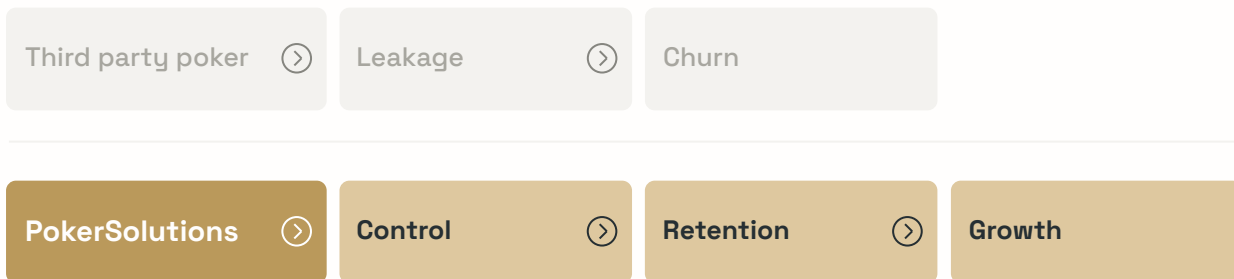 Third party poker
Leakage
Churn
PokerSolutions
Control
Retention
Growth